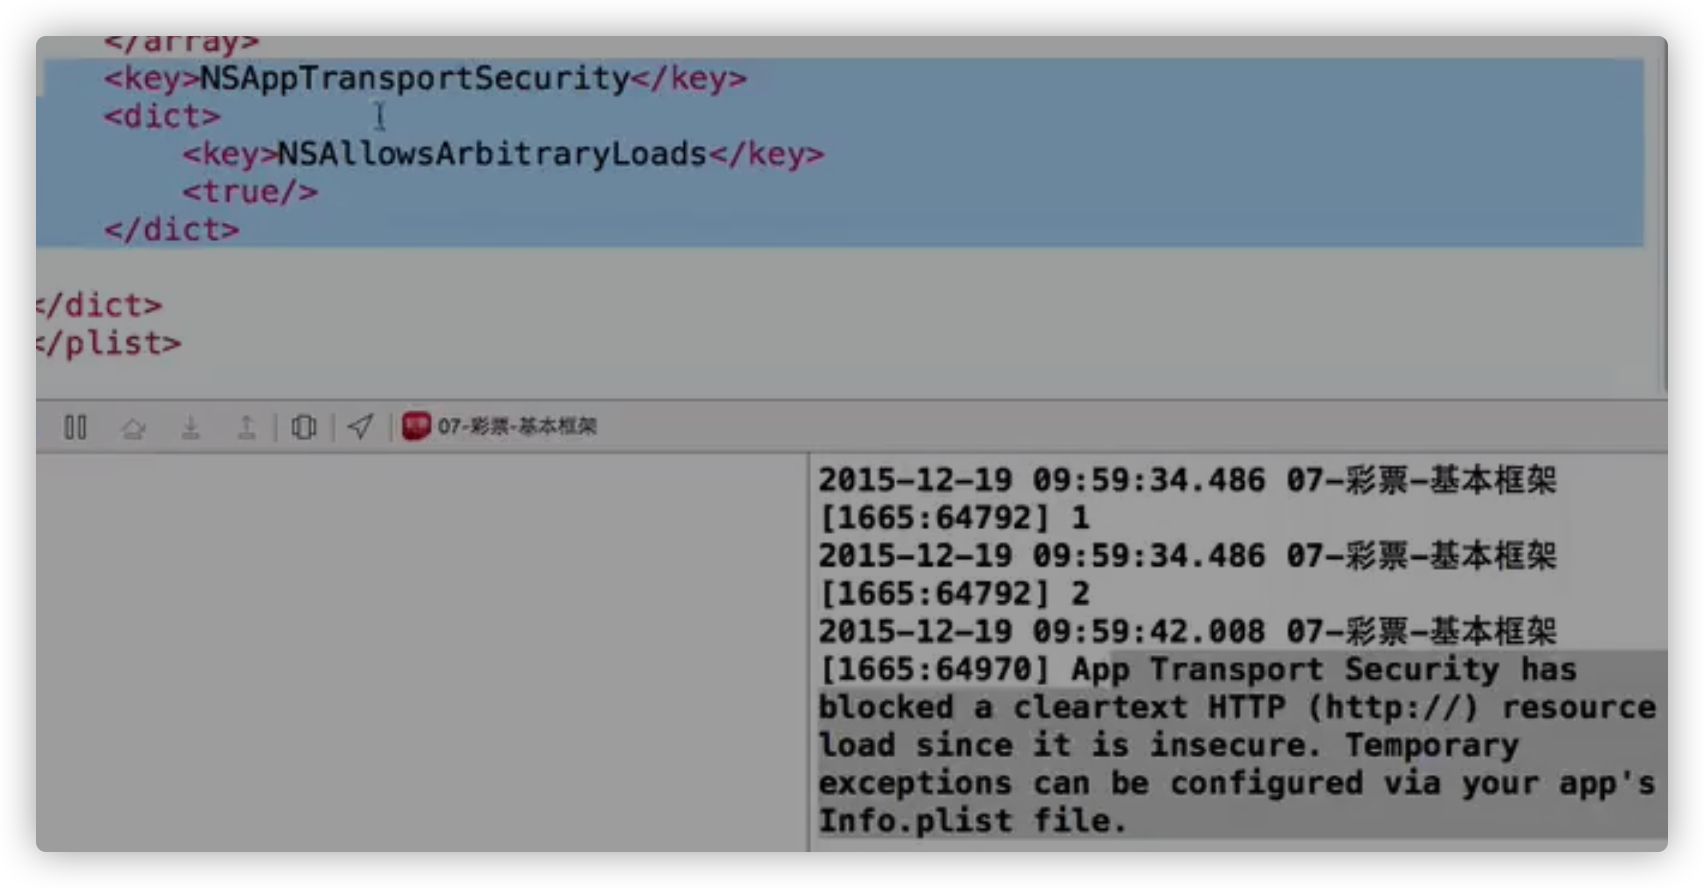 </array>
<key>NSAppTransportSecurity</key>
<dict>
<key>NSAllowsArbitraryLoads</key>
<true/>
</dict>
</dict>
</plist>
07-彩票-基本框架
2015-12-19 09:59:34.486 07-彩票-基本框架
[1665:64792] 1
2015-12-19 09:59:34.486 07-彩票-基本框架
[1665:64792] 2
2015-12-19 09:59:42.008 07-彩票-基本框架
[1665:64970] App Transport Security has
blocked a cleartext HTTP (http://) resource
load since it is insecure. Temporary
exceptions can be configured via your app's
Info.plist file.